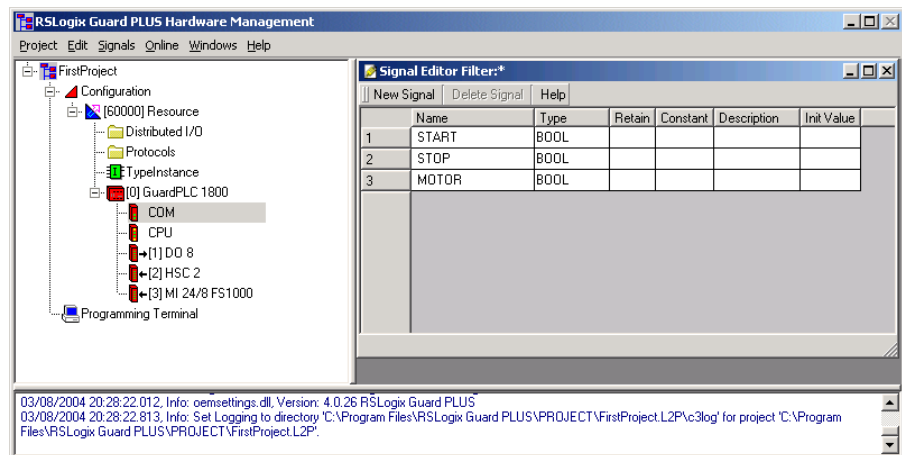 RSLogix Guard PLUS Hardware Management
Project Edit Signals Online Windows Help
FirstProject
Configuration
[60000] Resource
Distributed I/O
Protocols
TypeInstance
[0] GuardPLC 1800
COM
CPU
[1] DO 8
[2] HSC 2
[3] MI 24/8 FS1000
Programming Terminal
Signal Editor Filter:*
New Signal Delete Signal Help
Name Type Retain Constant Description Init Value
1 START BOOL
2 STOP BOOL
3 MOTOR BOOL
03/08/2004 20:28:22.012, Info: oemsettings.dll, Version: 4.0.26 RSLogix Guard PLUS
03/08/2004 20:28:22.813, Info: Set Logging to directory 'C:\Program Files\RSLogix Guard PLUS\PROJECT\FirstProject.L2P\c3log' for project 'C:\Program
Files\RSLogix Guard PLUS\PROJECT\FirstProject.L2P'.